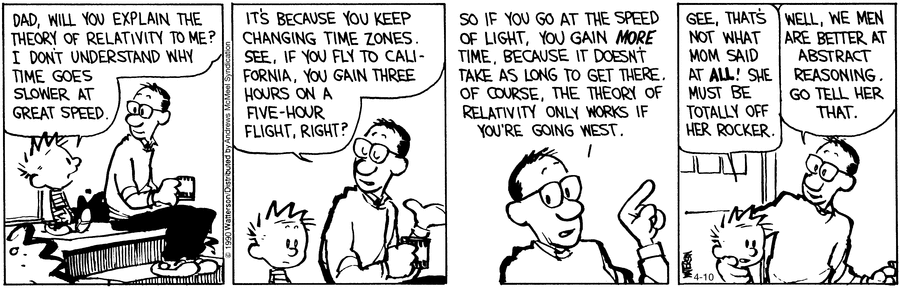 DAD, WILL YOU EXPLAIN THE
THEORY OF RELATIVITY TO ME?
I DON'T UNDERSTAND WHY
TIME GOES
SLOWER AT
GREAT SPEED.
© 1990 Watterson/Distributed by Andrews McMeel Syndication
IT'S BECAUSE YOU KEEP
CHANGING TIME ZONES.
SEE, IF YOU FLY TO CALI-
FORNIA, YOU GAIN THREE
HOURS ON A
FIVE-HOUR
FLIGHT, RIGHT?
SO IF YOU GO AT THE SPEED
OF LIGHT, YOU GAIN MORE
TIME, BECAUSE IT DOESN'T
TAKE AS LONG TO GET THERE.
OF COURSE, THE THEORY OF
RELATIVITY ONLY WORKS IF
YOU'RE GOING WEST.
GEE, THAT'S
NOT WHAT
MOM SAID
AT ALL! SHE
MUST BE
TOTALLY OFF
HER ROCKER.
WELL, WE MEN
ARE BETTER AT
ABSTRACT
REASONING.
GO TELL HER
THAT.
WATTERSON
4-10